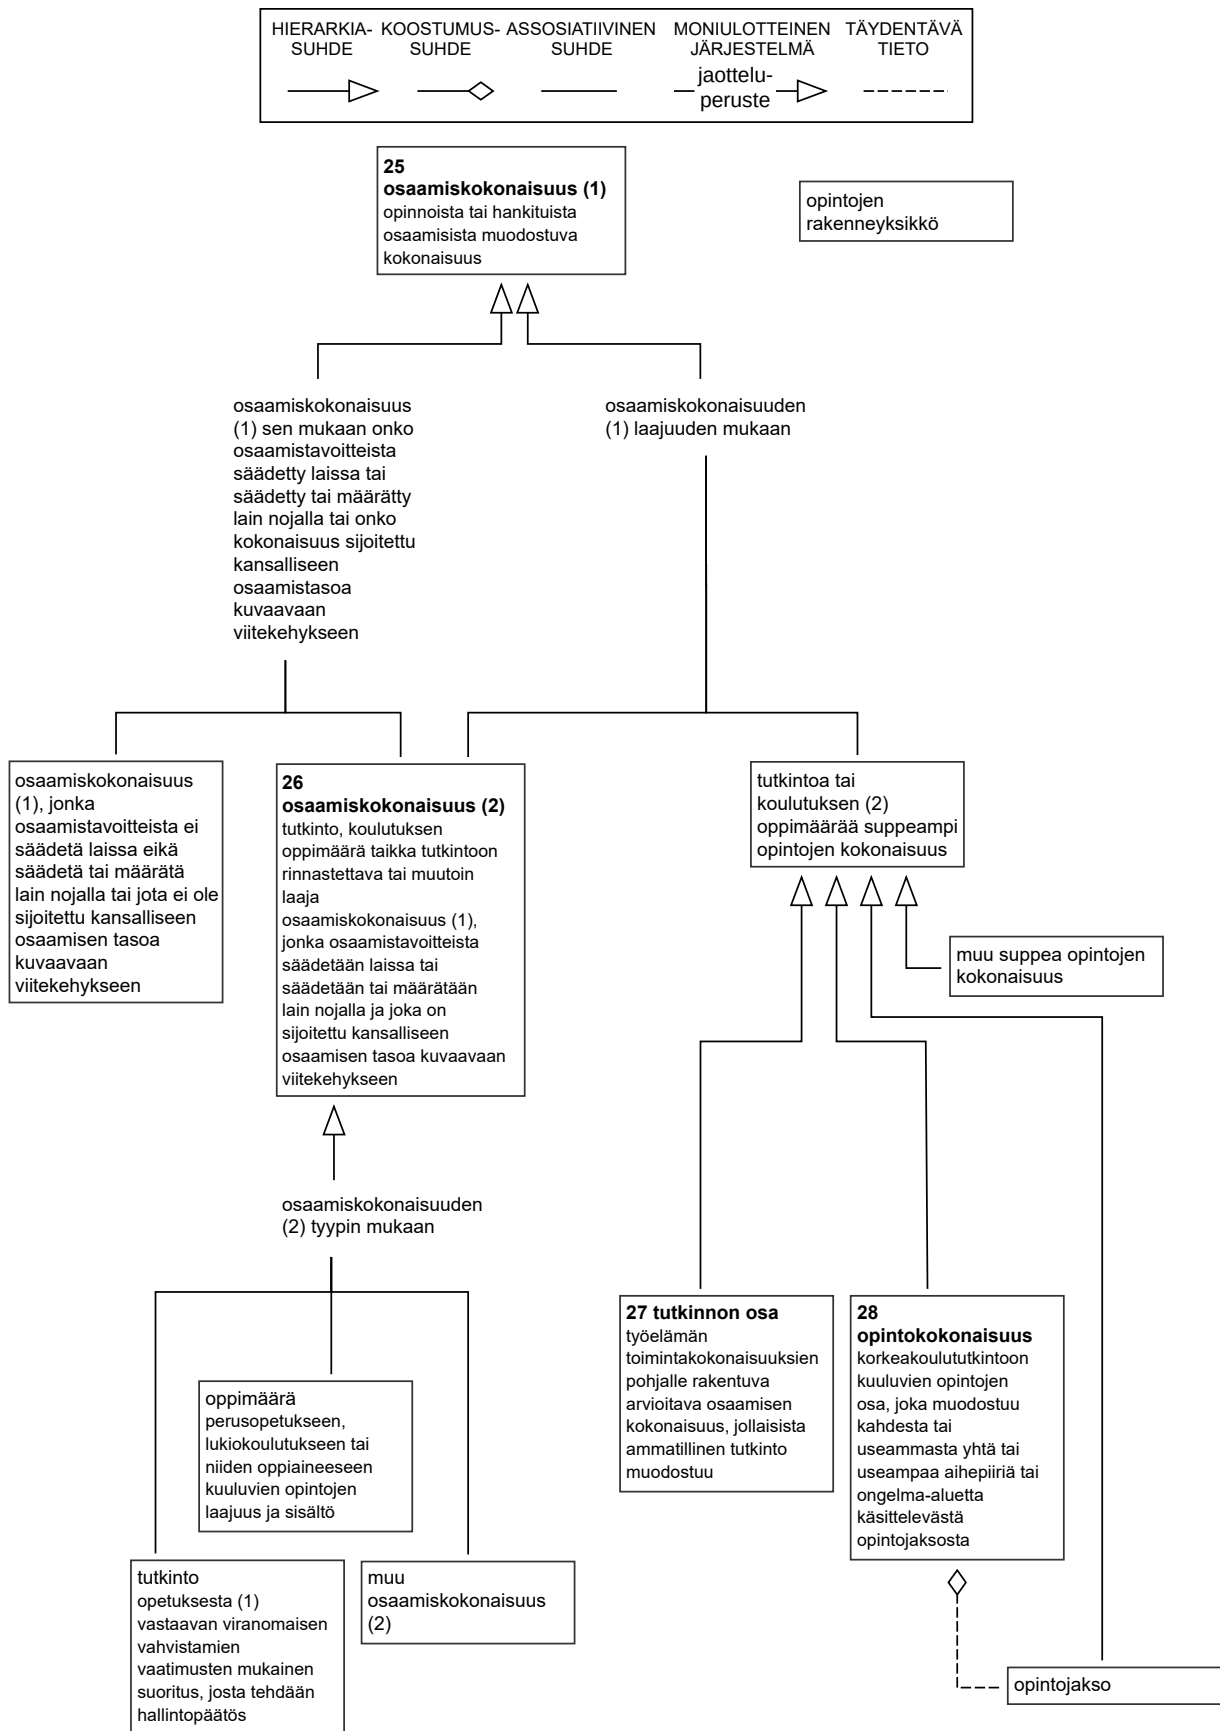 HIERARKIA-
SUHDE
KOOSTUMUS-
SUHDE
ASSOSIATIIVINEN
SUHDE
MONIULOTTEINEN
JÄRJESTELMÄ
jaottelu-
peruste
TÄYDENTÄVÄ
TIETO
25
osaamiskokonaisuus (1)
opinnoista tai hankituista
osaamisista muodostuva
kokonaisuus
opintojen
rakenneyksikkö
osaamiskokonaisuus
(1) sen mukaan onko
osaamistavoitteista
säädetty laissa tai
säädetty tai määrätty
lain nojalla tai onko
kokonaisuus sijoitettu
kansalliseen
osaamistasoa
kuvaavaan
viitekehykseen
osaamiskokonaisuuden
(1) laajuuden mukaan
osaamiskokonaisuus
(1), jonka
osaamistavoitteista ei
säädetä laissa eikä
säädetä tai määrätä
lain nojalla tai jota ei ole
sijoitettu kansalliseen
osaamisen tasoa
kuvaavaan
viitekehykseen
26
osaamiskokonaisuus (2)
tutkinto, koulutuksen
oppimäärä taikka tutkintoon
rinnastettava tai muutoin
laaja
osaamiskokonaisuus (1),
jonka osaamistavoitteista
säädetään laissa tai
säädetään tai määrätään
lain nojalla ja joka on
sijoitettu kansalliseen
osaamisen tasoa kuvaavaan
viitekehykseen
tutkintoa tai
koulutuksen (2)
oppimäärää suppeampi
opintojen kokonaisuus
muu suppea opintojen
kokonaisuus
osaamiskokonaisuuden
(2) tyypin mukaan
27 tutkinnon osa
työelämän
toimintakokonaisuuksien
pohjalle rakentuva
arvioitava osaamisen
kokonaisuus, jollaisista
ammatillinen tutkinto
muodostuu
28
opintokokonaisuus
korkeakoulututkintoon
kuuluvien opintojen
osa, joka muodostuu
kahdesta tai
useammasta yhtä tai
useampaa aihepiiriä tai
ongelma-aluetta
käsittelevästä
opintojaksosta
oppimäärä
perusopetukseen,
lukiokoulutukseen tai
niiden oppiaineeseen
kuuluvien opintojen
laajuus ja sisältö
tutkinto
opetuksesta (1)
vastaavan viranomaisen
vahvistamien
vaatimusten mukainen
suoritus, josta tehdään
hallintopäätös
muu
osaamiskokonaisuus
(2)
opintojakso